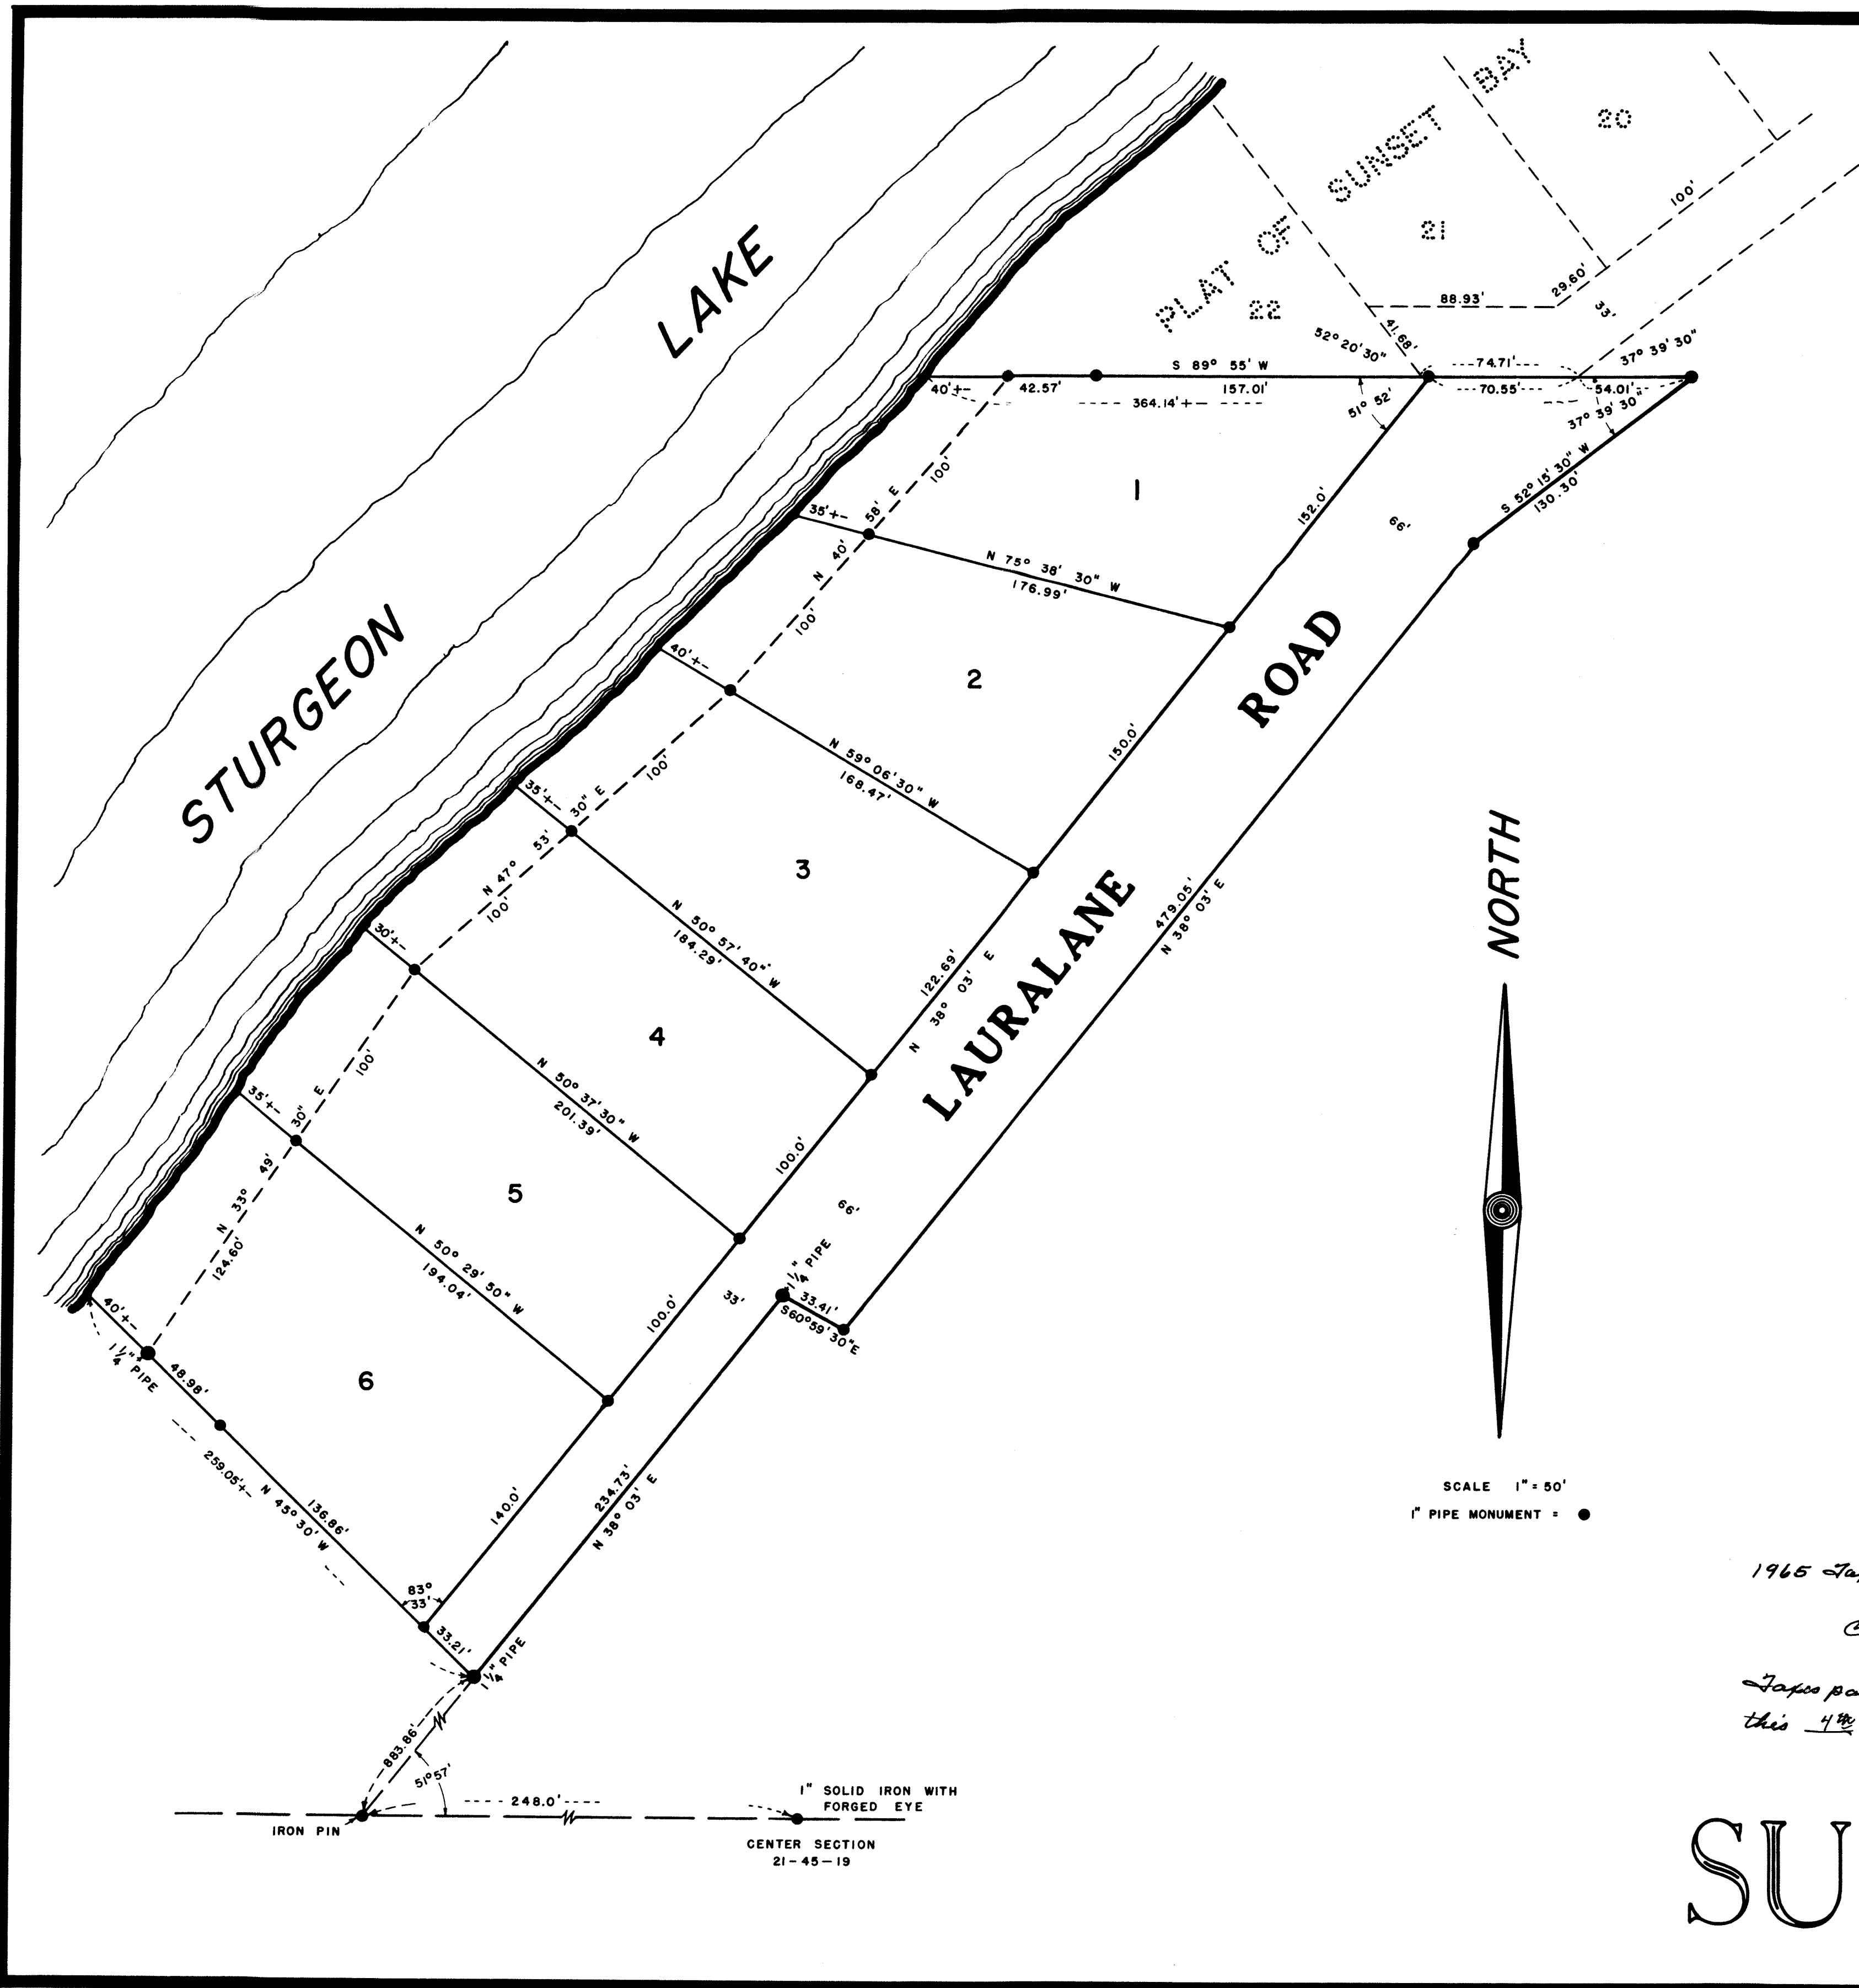 PLAT OF SUNSET BAY
20
21
22
100'
29.60'
33'
88.93'
41.68'
52° 20' 30"
74.71'
37° 39' 30"
S 89° 55' W
40'+-
42.57'
157.01'
70.55'
54.01'
364.14'+-
51° 52'
37° 39' 30"
S 52° 15' 30" W
130.30'
LAKE
STURGEON
1
100'
N 40° 58' E
35'+-
152.0'
66'
N 75° 38' 30" W
176.99'
100'
2
40'+-
150.0'
ROAD
N 59° 06' 30" W
168.47'
100'
3
35'+-
N 47° 53' 30" E
100'
N 50° 57' 40" W
184.29'
122.69'
N 38° 03' E
LAURALANE
479.05'
N 38° 03' E
NORTH
30'+-
4
100'
N 50° 37' 30" W
201.39'
100.0'
35'+-
N 33° 49' 30" E
124.60'
5
66'
N 50° 29' 50" W
194.04'
100.0'
33'
1¼" PIPE
33.41'
S60°59'30"E
40'+-
1¼" PIPE
48.98'
6
259.05'+-
N 45° 30' W
136.86'
140.0'
234.73'
N 38° 03' E
83°
33'
33.21'
1¼" PIPE
SCALE 1" = 50'
1" PIPE MONUMENT =
1965 Ta
Taxes pa
this 4th
883.86'
51°57'
248.0'
IRON PIN
1" SOLID IRON WITH
FORGED EYE
CENTER SECTION
21-45-19
SU